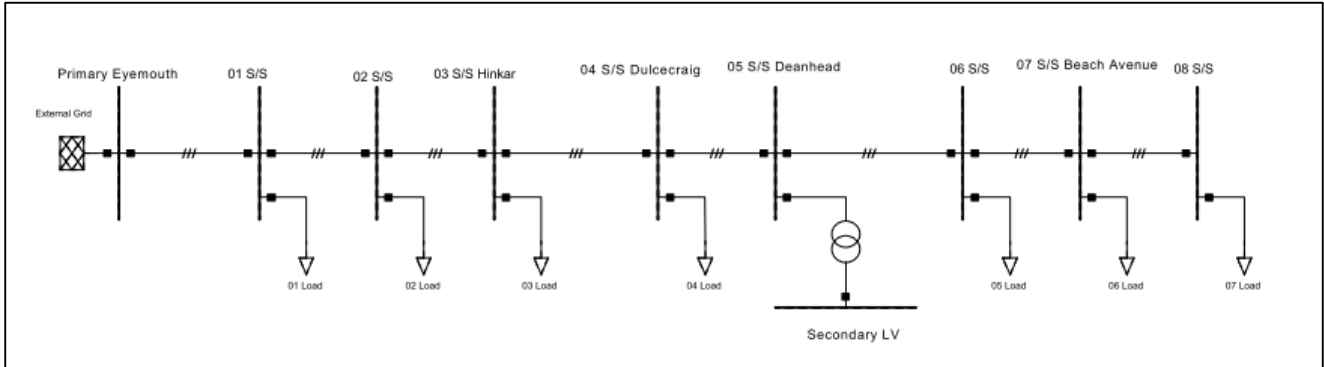 Primary Eyemouth
01 S/S
02 S/S
03 S/S Hinkar
04 S/S Dulcecraig
05 S/S Deanhead
06 S/S
07 S/S Beach Avenue
08 S/S
External Grid
01 Load
02 Load
03 Load
04 Load
05 Load
06 Load
07 Load
Secondary LV